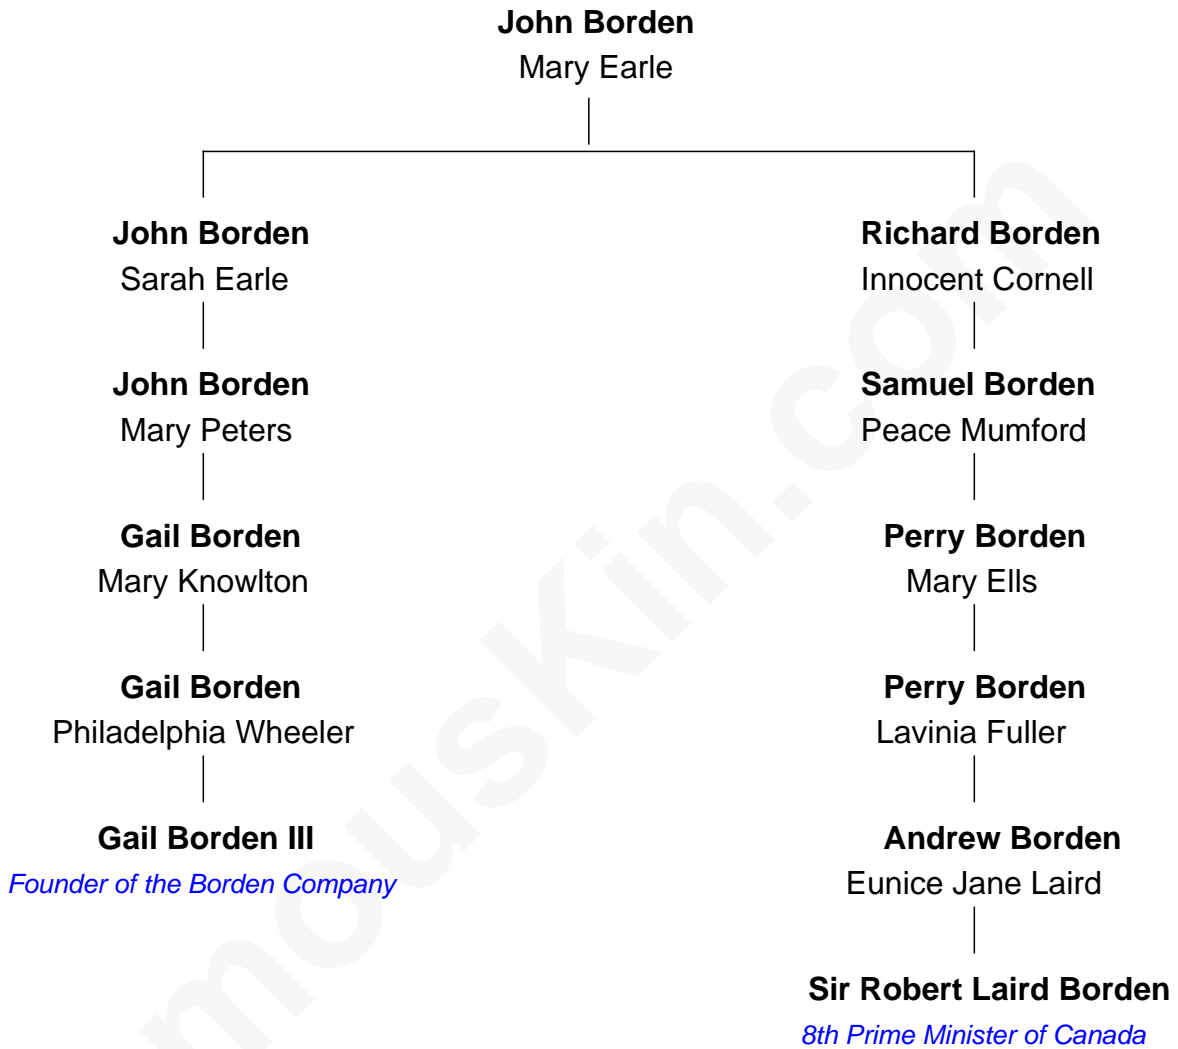 John Borden
Mary Earle
John Borden
Sarah Earle
Richard Borden
Innocent Cornell
John Borden
Mary Peters
Samuel Borden
Peace Mumford
Gail Borden
Mary Knowlton
Perry Borden
Mary Ells
Gail Borden
Philadelphia Wheeler
Perry Borden
Lavinia Fuller
Gail Borden III
Founder of the Borden Company
Andrew Borden
Eunice Jane Laird
Sir Robert Laird Borden
8th Prime Minister of Canada
mousKin.com